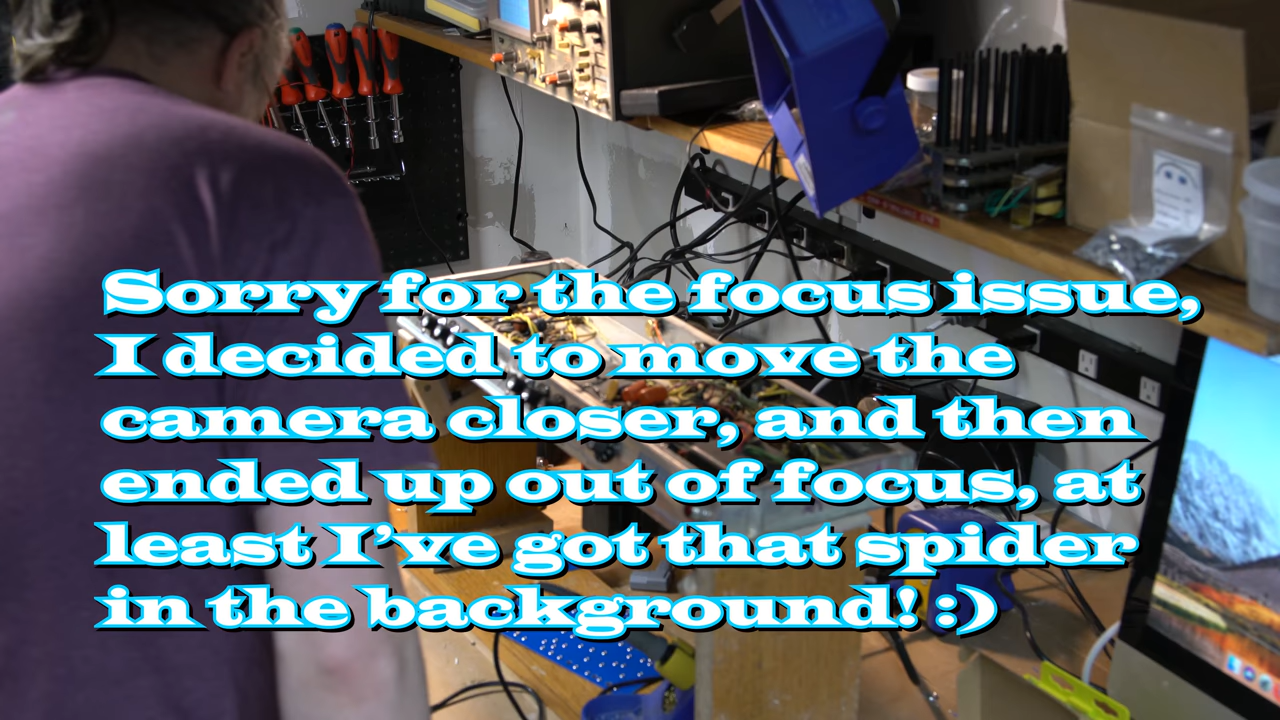 Sorry for the focus issue,
I decided to move the
camera closer, and then
ended up out of focus, at
least I've got that spider
in the background! :)